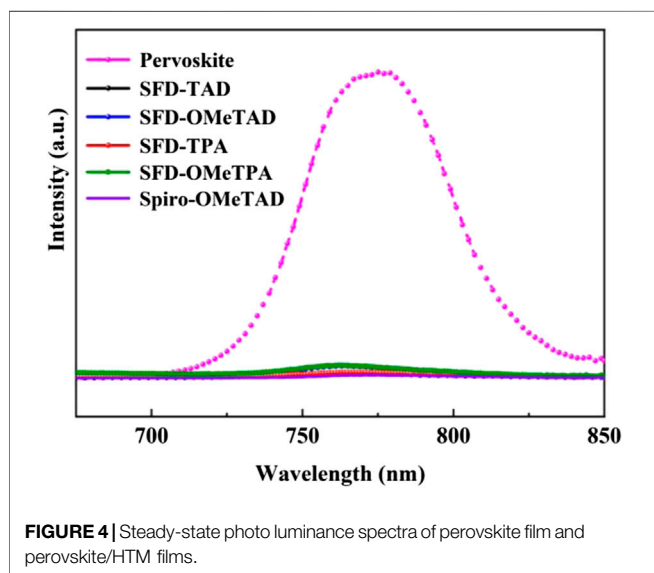 Intensity (a.u.)
Pervoskite
SFD-TAD
SFD-OMeTAD
SFD-TPA
SFD-OMeTPA
Spiro-OMeTAD
700 750 800 850
Wavelength (nm)
FIGURE 4 | Steady-state photo luminance spectra of perovskite film and
perovskite/HTM films.